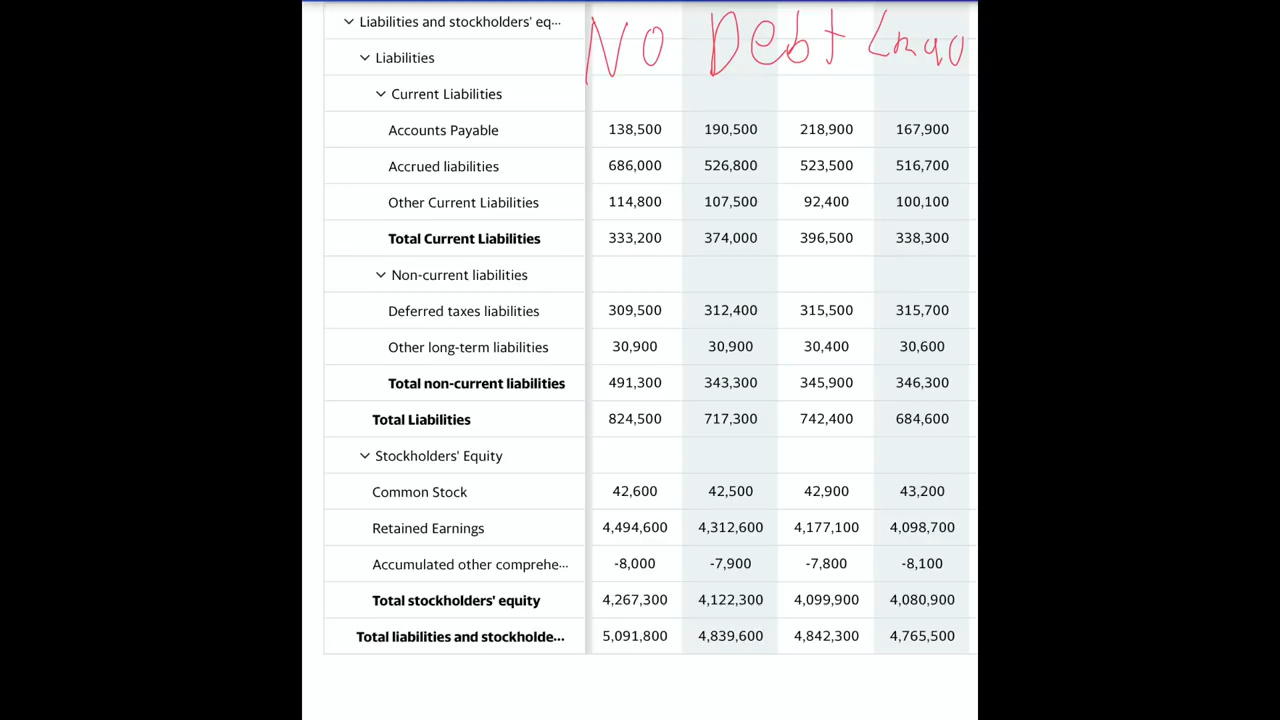 Liabilities and stockholders' eq...
No Debt Lmao
Liabilities
Current Liabilities
Accounts Payable 138,500 190,500 218,900 167,900
Accrued liabilities 686,000 526,800 523,500 516,700
Other Current Liabilities 114,800 107,500 92,400 100,100
Total Current Liabilities 333,200 374,000 396,500 338,300
Non-current liabilities
Deferred taxes liabilities 309,500 312,400 315,500 315,700
Other long-term liabilities 30,900 30,900 30,400 30,600
Total non-current liabilities 491,300 343,300 345,900 346,300
Total Liabilities 824,500 717,300 742,400 684,600
Stockholders' Equity
Common Stock 42,600 42,500 42,900 43,200
Retained Earnings 4,494,600 4,312,600 4,177,100 4,098,700
Accumulated other comprehe... -8,000 -7,900 -7,800 -8,100
Total stockholders' equity 4,267,300 4,122,300 4,099,900 4,080,900
Total liabilities and stockholde... 5,091,800 4,839,600 4,842,300 4,765,500